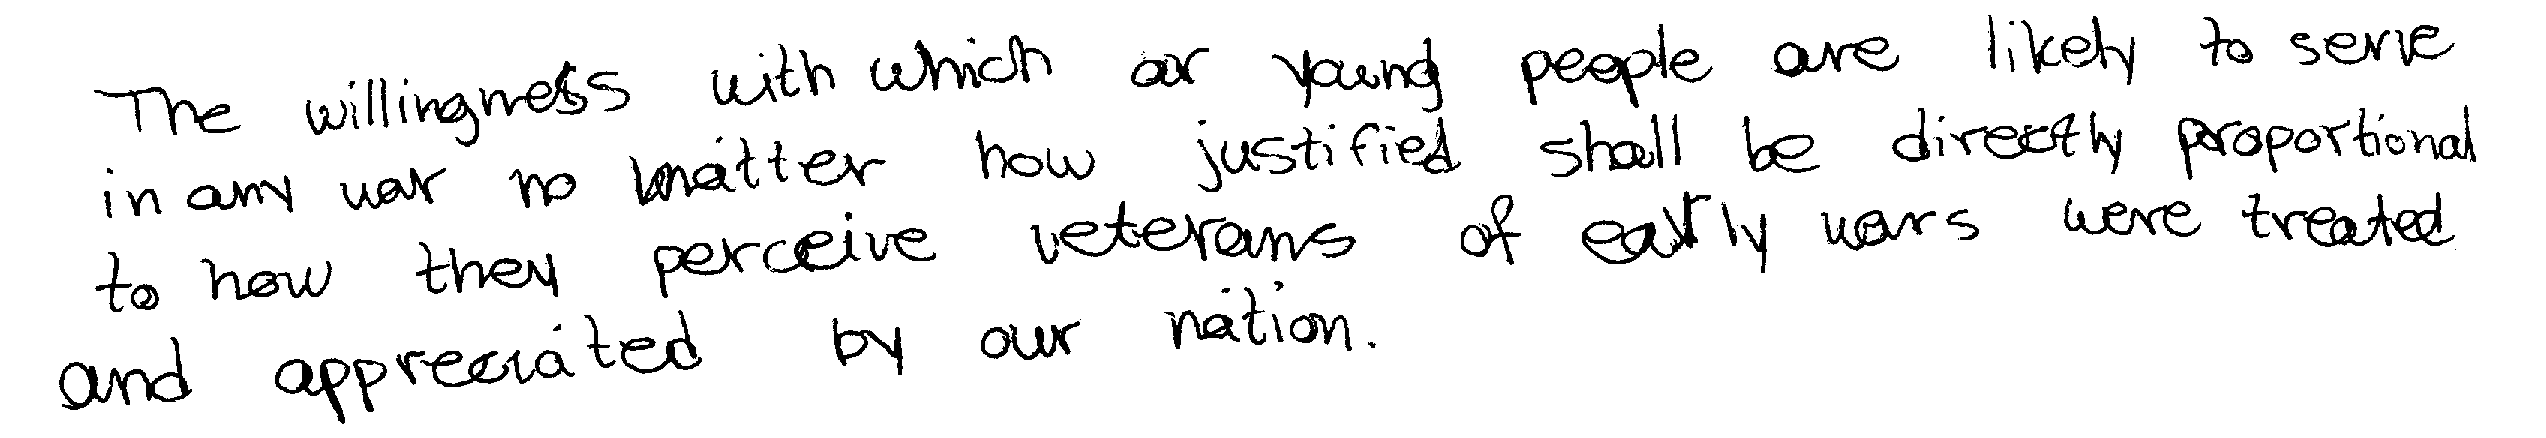 The willingness with which our young people are likely to serve
in any war no matter how justified shall be directly proportional
to how they perceive veterans of early wars were treated
and appreciated by our nation.